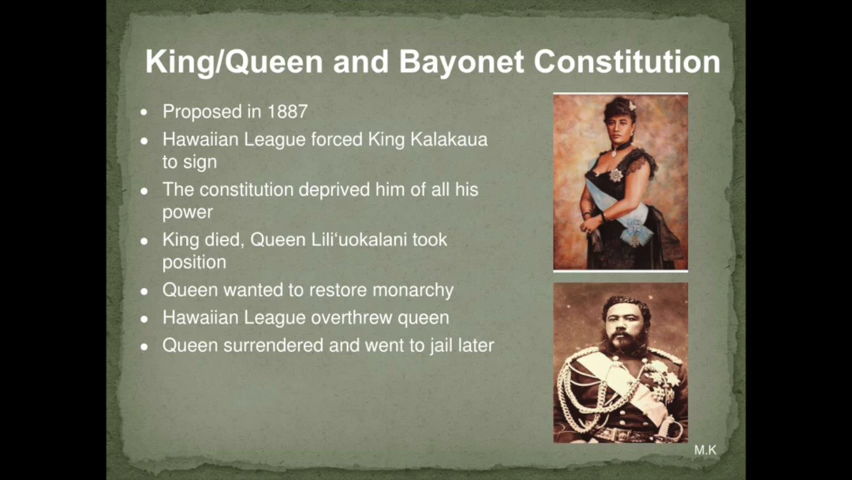 King/Queen and Bayonet Constitution
• Proposed in 1887
• Hawaiian League forced King Kalakaua
to sign
• The constitution deprived him of all his
power
• King died, Queen Lili‘uokalani took
position
• Queen wanted to restore monarchy
• Hawaiian League overthrew queen
• Queen surrendered and went to jail later
M.K